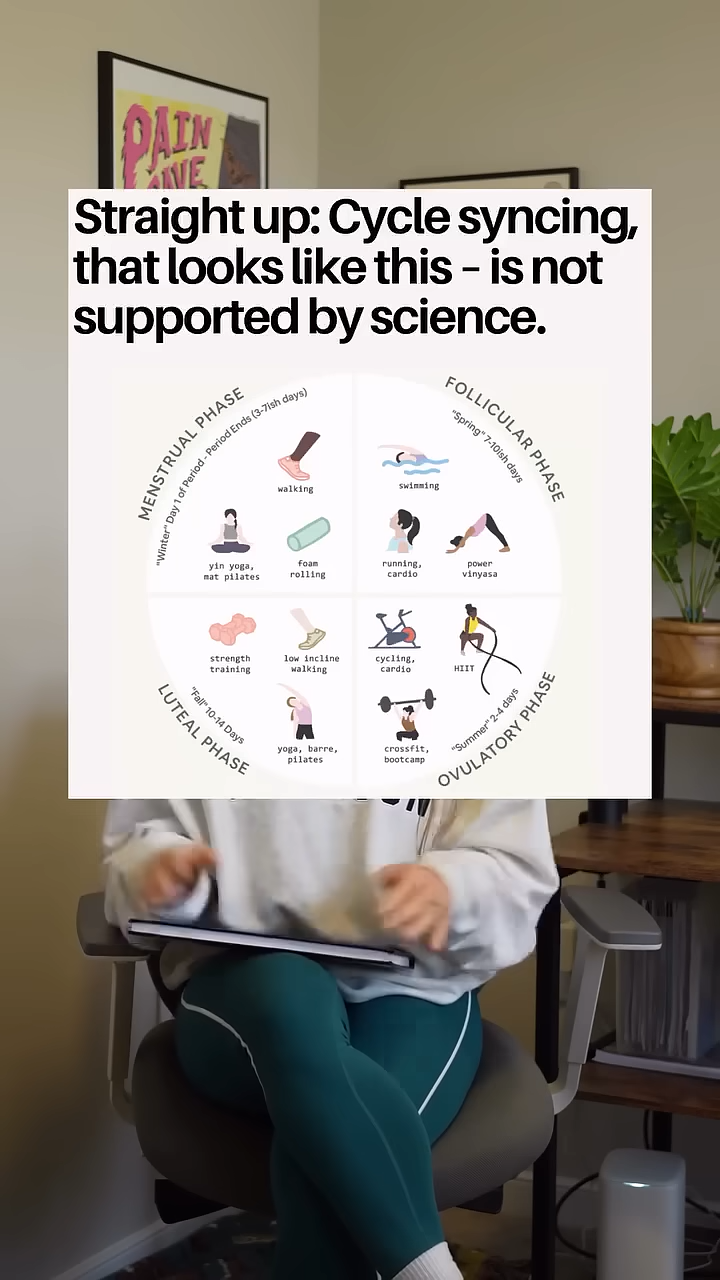 PAIN
CAVE
Straight up: Cycle syncing,
that looks like this – is not
supported by science.
MENSTRUAL PHASE
"Winter" Day 1 of Period - Period Ends (3-7ish days)
walking
yin yoga,
mat pilates
foam
rolling
FOLLICULAR PHASE
"Spring" 7-10ish days
swimming
running,
cardio
power
vinyasa
strength
training
low incline
walking
yoga, barre,
pilates
"Fall" 10-14 Days
LUTEAL PHASE
cycling,
cardio
HIIT
crossfit,
bootcamp
"Summer" 2-4 days
OVULATORY PHASE